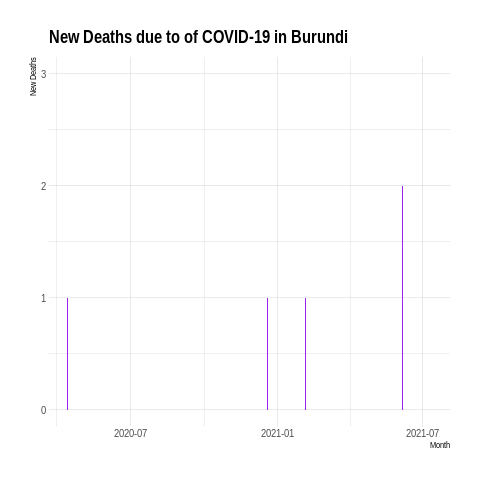 New Deaths due to of COVID-19 in Burundi
New Deaths
3
2
1
0
2020-07
2021-01
2021-07
Month